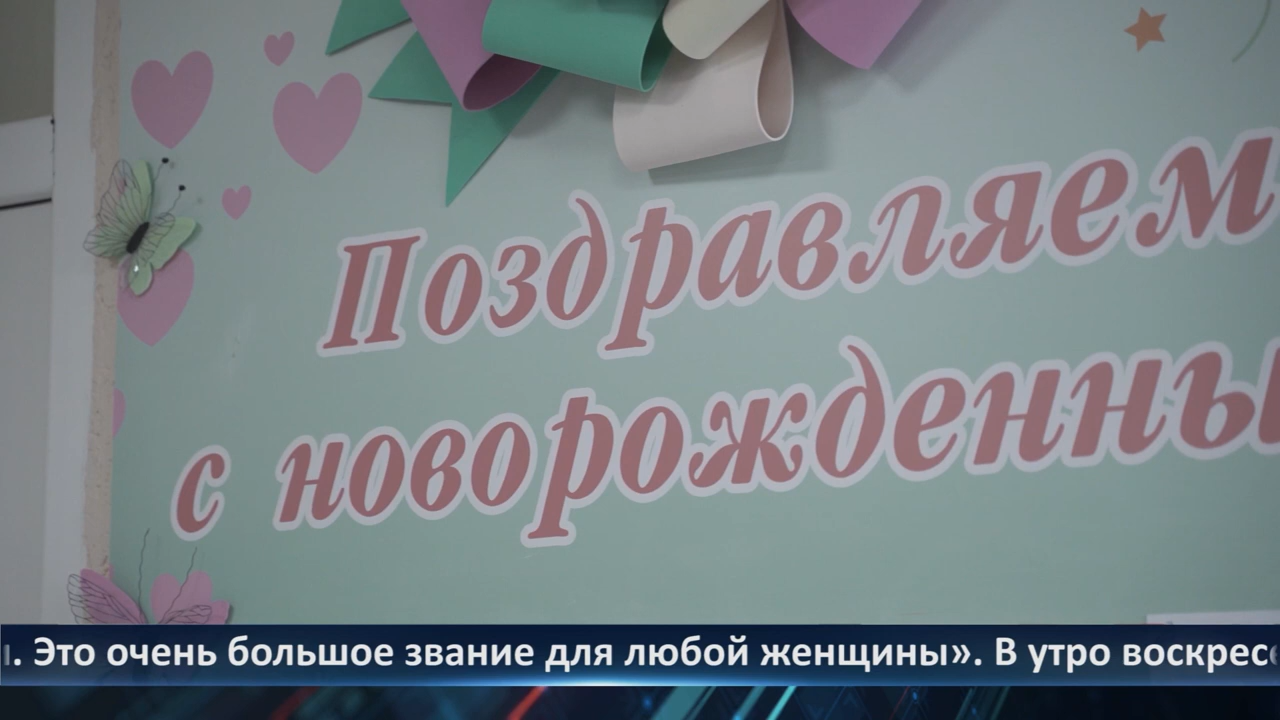 Поздравляем
с новорожденны
. Это очень большое звание для любой женщины». В утро воскрес